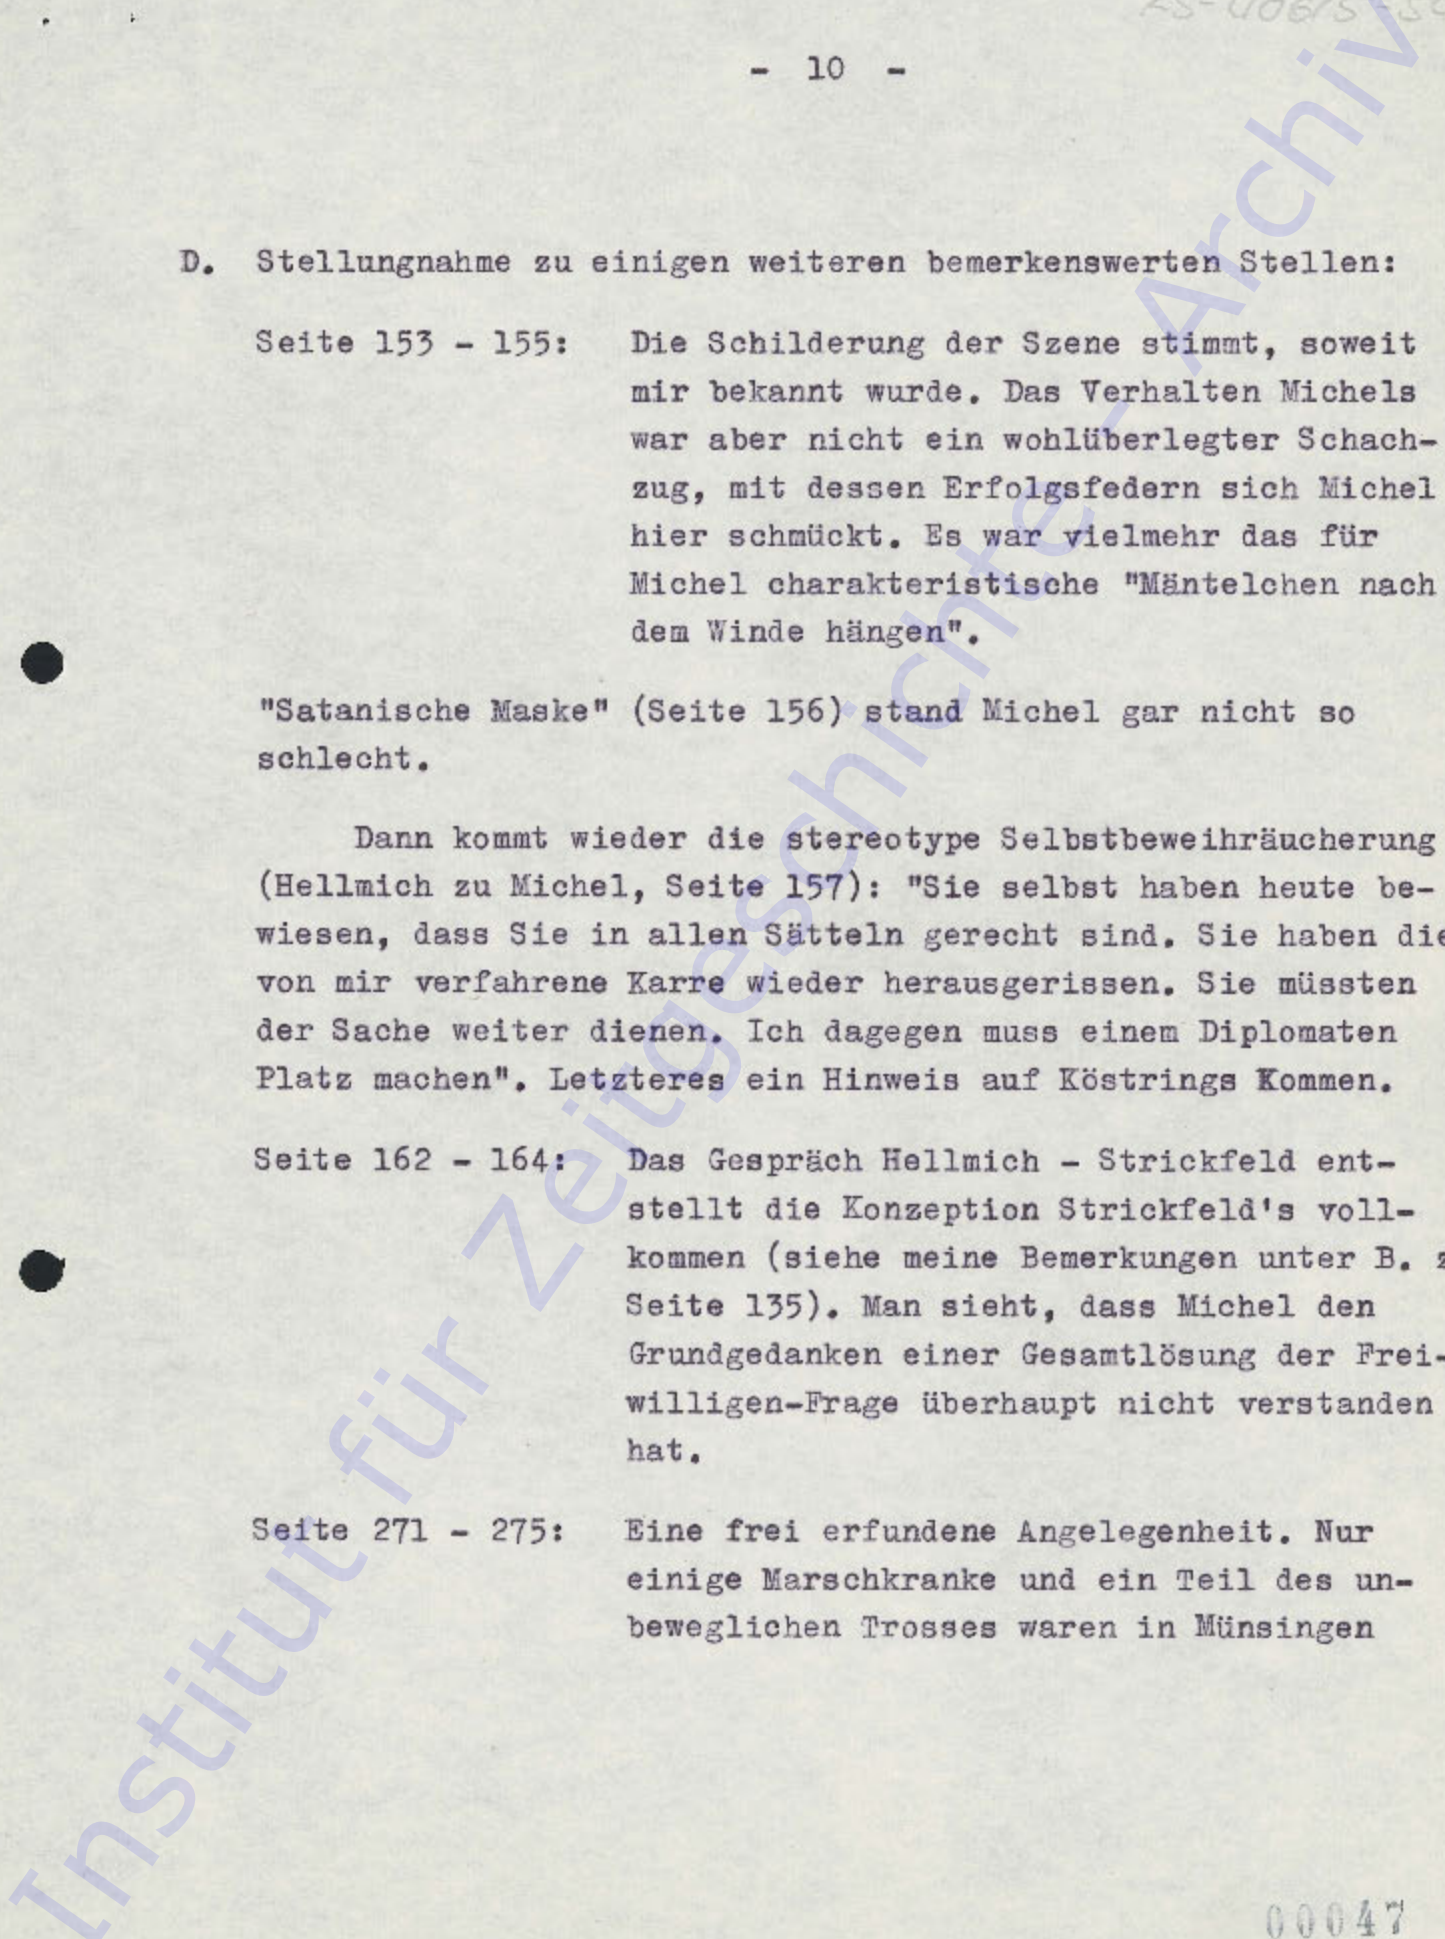 - 10 -
D. Stellungnahme zu einigen weiteren bemerkenswerten Stellen:
Seite 153 - 155: Die Schilderung der Szene stimmt, soweit
mir bekannt wurde. Das Verhalten Michels
war aber nicht ein wohlüberlegter Schach-
zug, mit dessen Erfolgsfedern sich Michel
hier schmückt. Es war vielmehr das für
Michel charakteristische "Mäntelchen nach
dem Winde hängen".
"Satanische Maske" (Seite 156) stand Michel gar nicht so
schlecht.
Dann kommt wieder die stereotype Selbstbeweihräucherung
(Hellmich zu Michel, Seite 157): "Sie selbst haben heute be-
wiesen, dass Sie in allen Sätteln gerecht sind. Sie haben die
von mir verfahrene Karre wieder herausgerissen. Sie müssten
der Sache weiter dienen. Ich dagegen muss einem Diplomaten
Platz machen". Letzteres ein Hinweis auf Köstrings Kommen.
Seite 162 - 164: Das Gespräch Hellmich - Strickfeld ent-
stellt die Konzeption Strickfeld's voll-
kommen (siehe meine Bemerkungen unter B.
Seite 135). Man sieht, dass Michel den
Grundgedanken einer Gesamtlösung der Frei-
willigen-Frage überhaupt nicht verstanden
hat.
Seite 271 - 275: Eine frei erfundene Angelegenheit. Nur
einige Marschkranke und ein Teil des un-
beweglichen Trosses waren in Münsingen
00047
Institut für Zeitgeschichte - Archiv